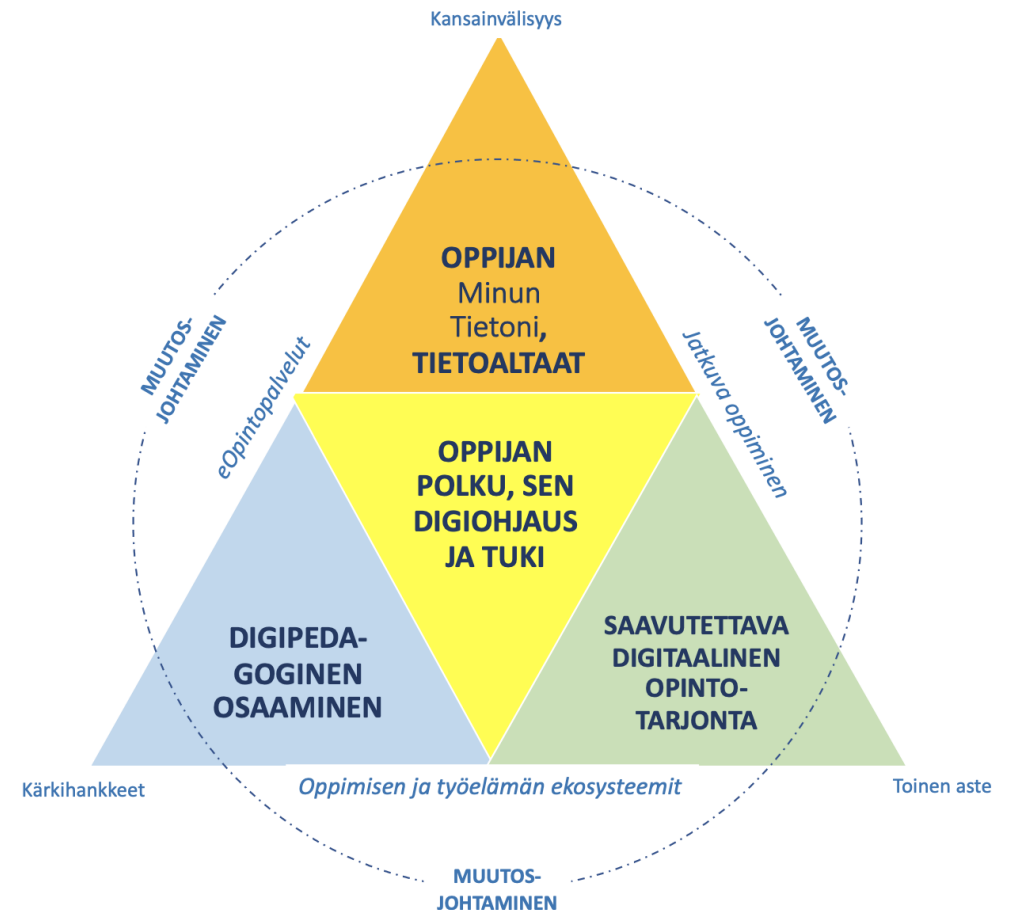 Kansainvälisyys
OPPIJAN
Minun
Tietoni,
TIETOALTAAT
MUUTOS-
JOHTAMINEN
eOpintopalvelut
Jatkuva oppiminen
MUUTOS-
JOHTAMINEN
OPPIJAN
POLKU, SEN
DIGIOHJAUS
JA TUKI
DIGIPEDA-
GOGINEN
OSAAMINEN
SAAVUTETTAVA
DIGITAALINEN
OPINTO-
TARJONTA
Kärkihankkeet
Oppimisen ja työelämän ekosysteemit
Toinen aste
MUUTOS-
JOHTAMINEN